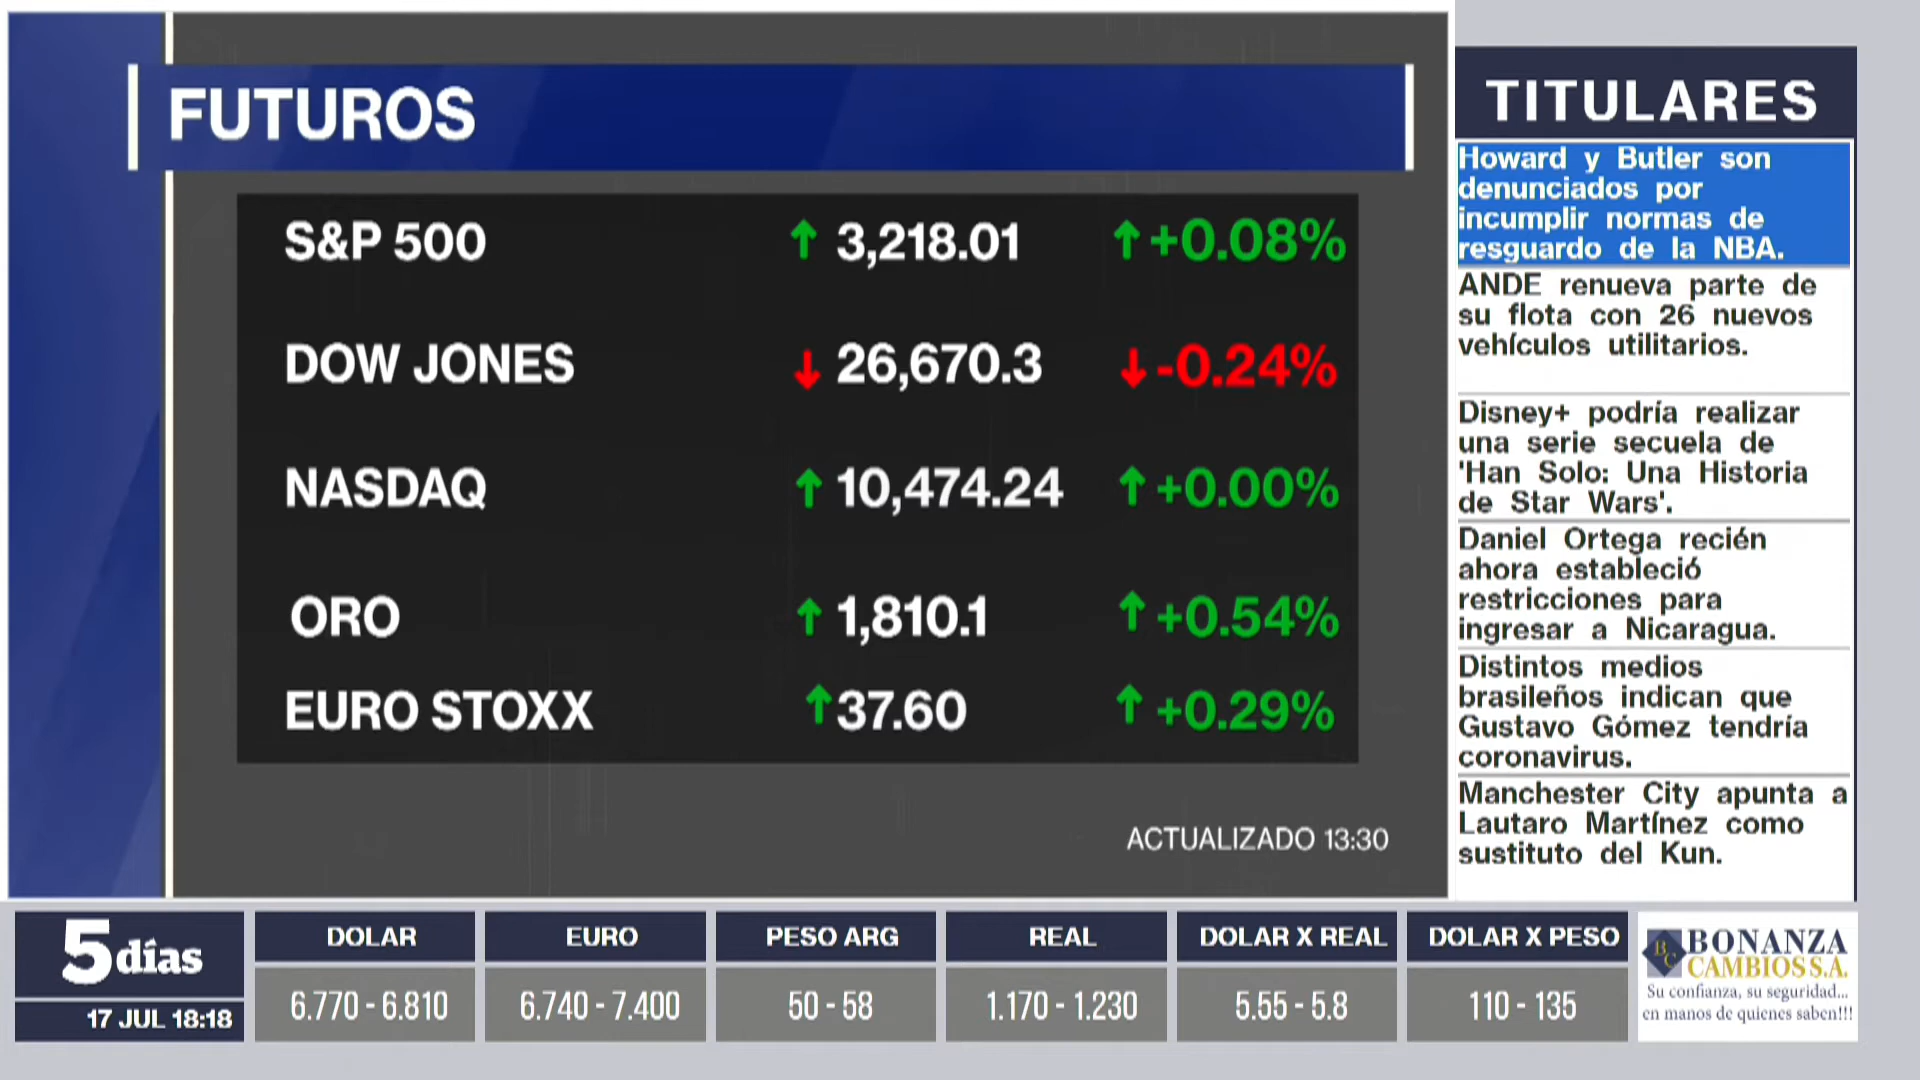 FUTUROS
S&P 500 ↑ 3,218.01 ↑ +0.08%
DOW JONES ↓ 26,670.3 ↓ -0.24%
NASDAQ ↑ 10,474.24 ↑ +0.00%
ORO ↑ 1,810.1 ↑ +0.54%
EURO STOXX ↑ 37.60 ↑ +0.29%
ACTUALIZADO 13:30
TITULARES
Howard y Butler son
denunciados por
incumplir normas de
resguardo de la NBA.
ANDE renueva parte de
su flota con 26 nuevos
vehículos utilitarios.
Disney+ podría realizar
una serie secuela de
'Han Solo: Una Historia
de Star Wars'.
Daniel Ortega recién
ahora estableció
restricciones para
ingresar a Nicaragua.
Distintos medios
brasileños indican que
Gustavo Gómez tendría
coronavirus.
Manchester City apunta a
Lautaro Martínez como
sustituto del Kun.
5días
17 JUL 18:18
DOLAR
6.770 - 6.810
EURO
6.740 - 7.400
PESO ARG
50 - 58
REAL
1.170 - 1.230
DOLAR X REAL
5.55 - 5.8
DOLAR X PESO
110 - 135
BC
BONANZA
CAMBIOS S.A.
Su confianza, su seguridad...
en manos de quienes saben!!!